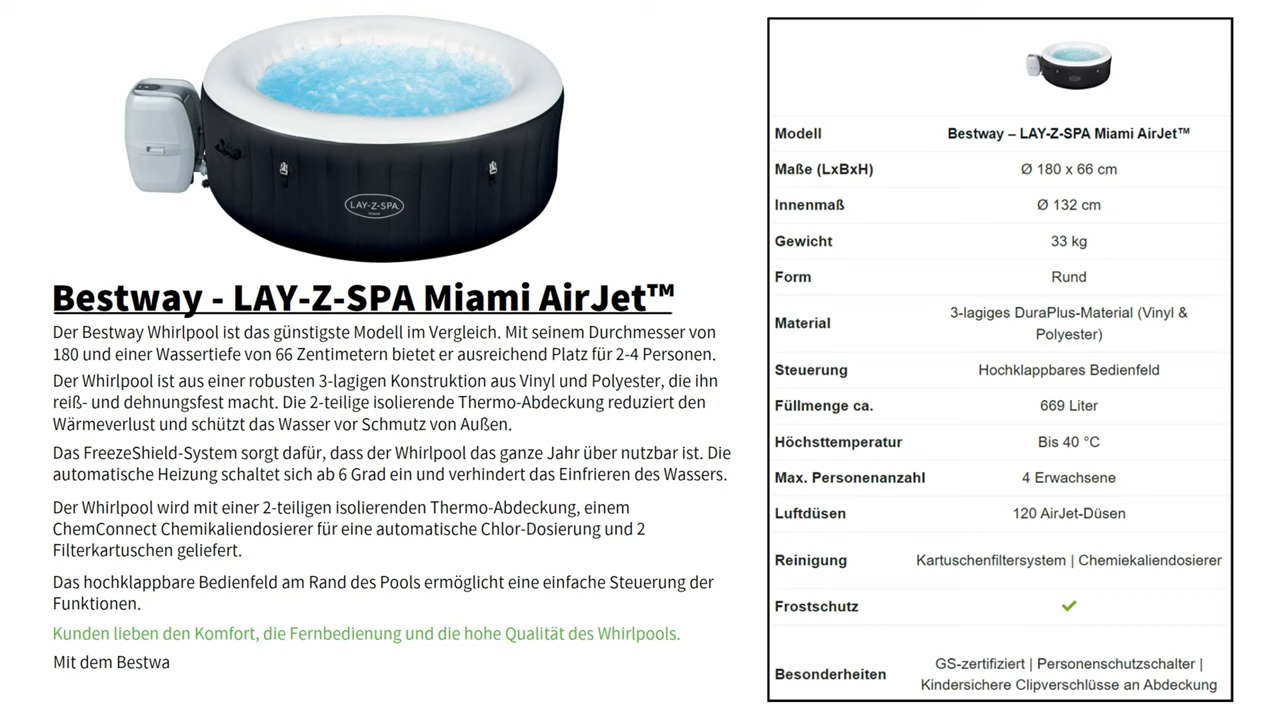 LAY-Z-SPA
MIAMI
Bestway - LAY-Z-SPA Miami AirJet™
Der Bestway Whirlpool ist das günstigste Modell im Vergleich. Mit seinem Durchmesser von
180 und einer Wassertiefe von 66 Zentimetern bietet er ausreichend Platz für 2-4 Personen.
Der Whirlpool ist aus einer robusten 3-lagigen Konstruktion aus Vinyl und Polyester, die ihn
reiß- und dehnungsfest macht. Die 2-teilige isolierende Thermo-Abdeckung reduziert den
Wärmeverlust und schützt das Wasser vor Schmutz von Außen.
Das FreezeShield-System sorgt dafür, dass der Whirlpool das ganze Jahr über nutzbar ist. Die
automatische Heizung schaltet sich ab 6 Grad ein und verhindert das Einfrieren des Wassers.
Der Whirlpool wird mit einer 2-teiligen isolierenden Thermo-Abdeckung, einem
ChemConnect Chemikaliendosierer für eine automatische Chlor-Dosierung und 2
Filterkartuschen geliefert.
Das hochklappbare Bedienfeld am Rand des Pools ermöglicht eine einfache Steuerung der
Funktionen.
Kunden lieben den Komfort, die Fernbedienung und die hohe Qualität des Whirlpools.
Mit dem Bestwa
Modell Bestway – LAY-Z-SPA Miami AirJet™
Maße (LxBxH) Ø 180 x 66 cm
Innenmaß Ø 132 cm
Gewicht 33 kg
Form Rund
Material 3-lagiges DuraPlus-Material (Vinyl &
Polyester)
Steuerung Hochklappbares Bedienfeld
Füllmenge ca. 669 Liter
Höchsttemperatur Bis 40 °C
Max. Personenanzahl 4 Erwachsene
Luftdüsen 120 AirJet-Düsen
Reinigung Kartuschenfiltersystem | Chemiekaliendosierer
Frostschutz ✓
Besonderheiten GS-zertifiziert | Personenschutzschalter |
Kindersichere Clipverschlüsse an Abdeckung